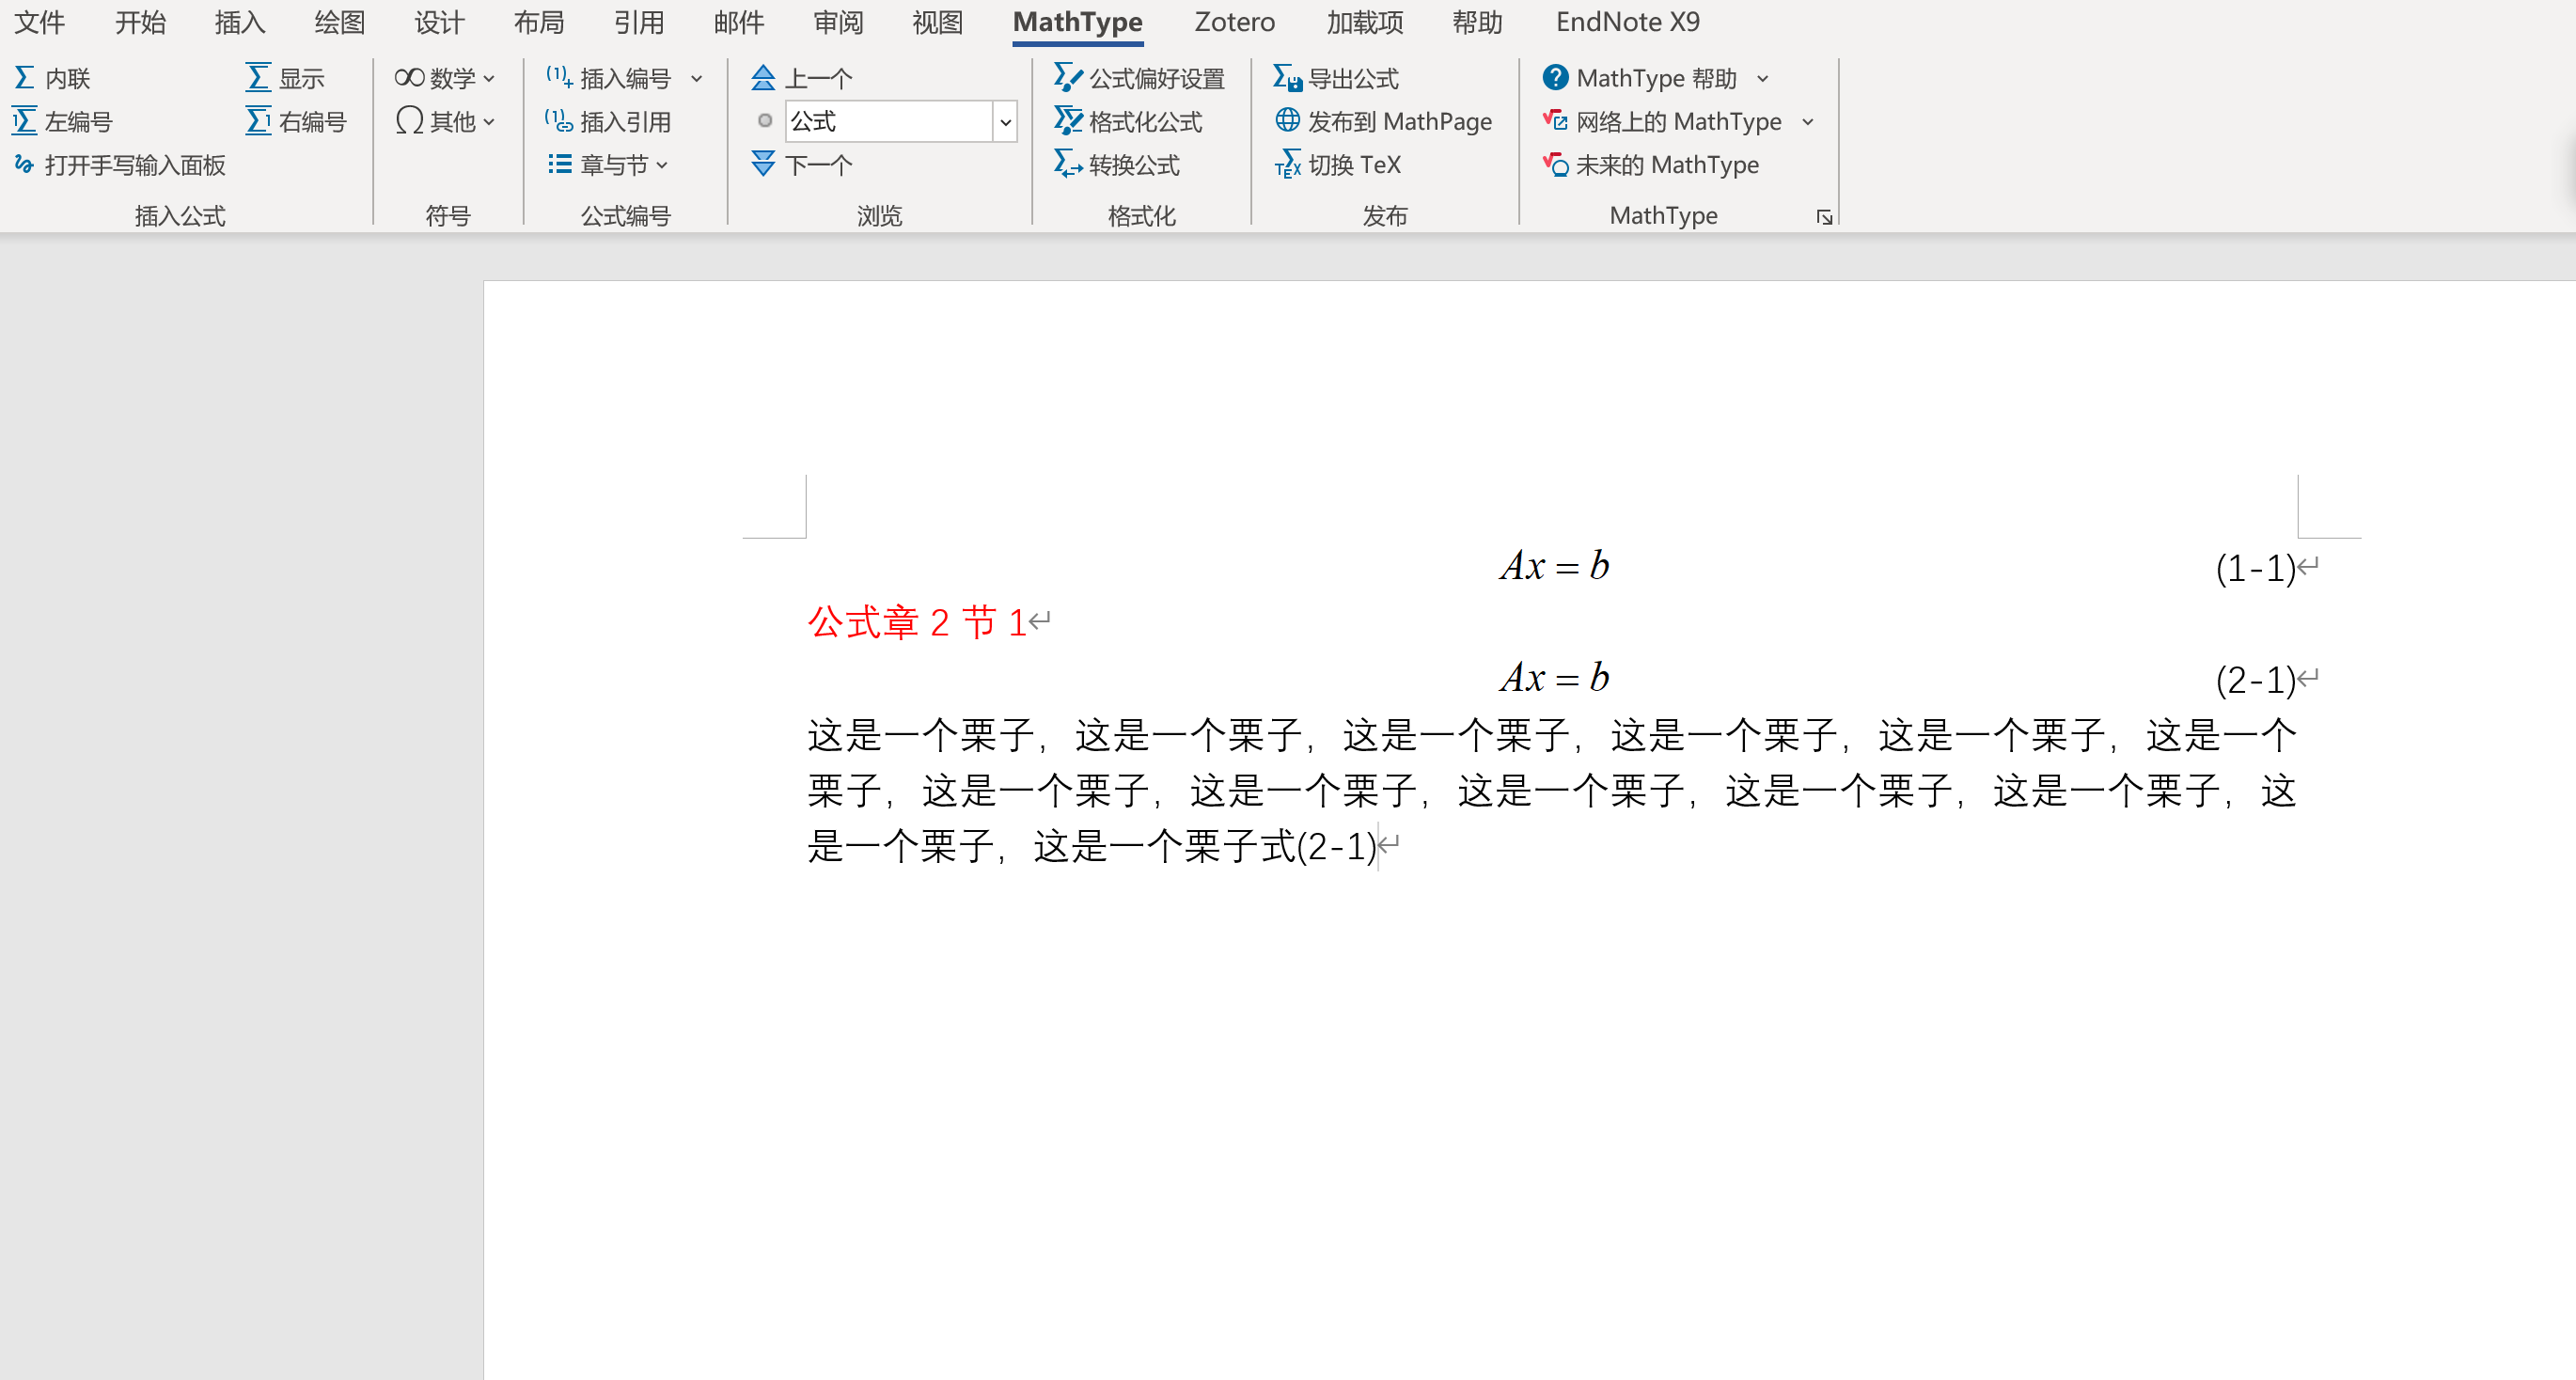 文件 开始 插入 绘图 设计 布局 引用 邮件 审阅 视图 MathType Zotero 加载项 帮助 EndNote X9
内联 显示
左编号 右编号
打开手写输入面板
插入公式
数学
其他
符号
插入编号
插入引用
章与节
公式编号
上一个
公式
下一个
浏览
公式偏好设置
格式化公式
转换公式
格式化
导出公式
发布到 MathPage
切换 TeX
发布
MathType 帮助
网络上的 MathType
未来的 MathType
MathType
Ax = b (1-1)↵
公式章 2 节 1↵
Ax = b (2-1)↵
这是一个栗子，这是一个栗子，这是一个栗子，这是一个栗子，这是一个栗子，这是一个
栗子，这是一个栗子，这是一个栗子，这是一个栗子，这是一个栗子，这是一个栗子，这
是一个栗子，这是一个栗子式(2-1)↵